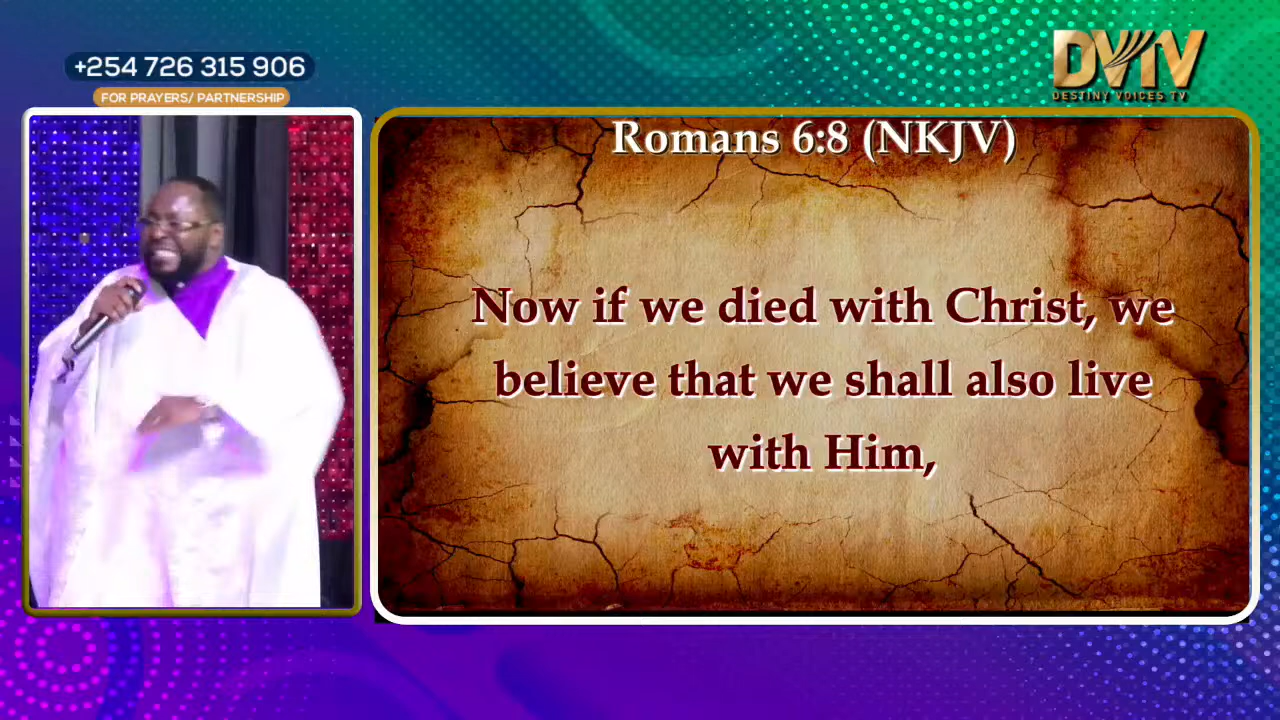 +254 726 315 906
FOR PRAYERS/ PARTNERSHIP
DVTV
DESTINY VOICES TV
Romans 6:8 (NKJV)
Now if we died with Christ, we
believe that we shall also live
with Him,